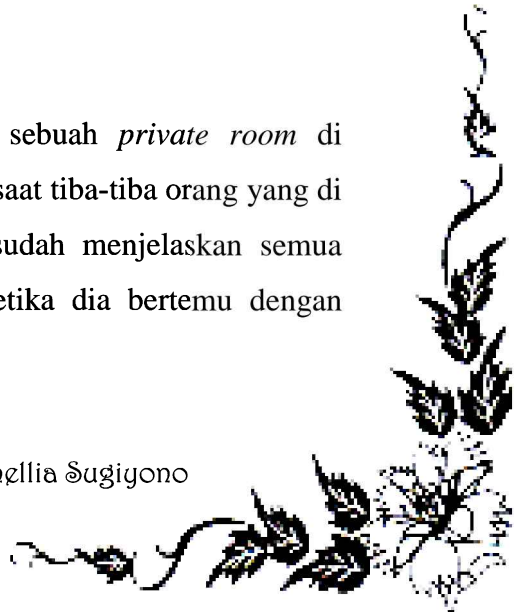 sebuah private room di
saat tiba-tiba orang yang di
sudah menjelaskan semua
etika dia bertemu dengan
ellia Sugiyono